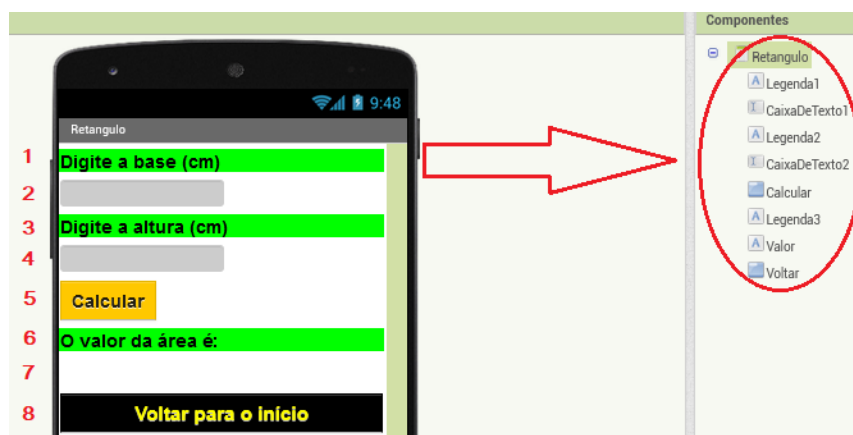 Componentes
Retangulo
Legenda1
CaixaDeTexto1
Legenda2
CaixaDeTexto2
Calcular
Legenda3
Valor
Voltar
9:48
Retangulo
1 Digite a base (cm)
2
3 Digite a altura (cm)
4
5 Calcular
6 O valor da área é:
7
8 Voltar para o início